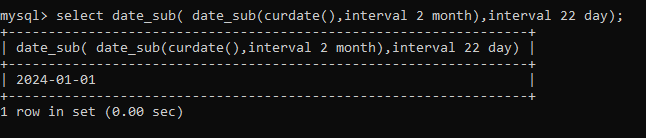 mysql> select date_sub( date_sub(curdate(),interval 2 month),interval 22 day);
+--------------------------------------------------------------+
| date_sub( date_sub(curdate(),interval 2 month),interval 22 day) |
+--------------------------------------------------------------+
| 2024-01-01 |
+--------------------------------------------------------------+
1 row in set (0.00 sec)